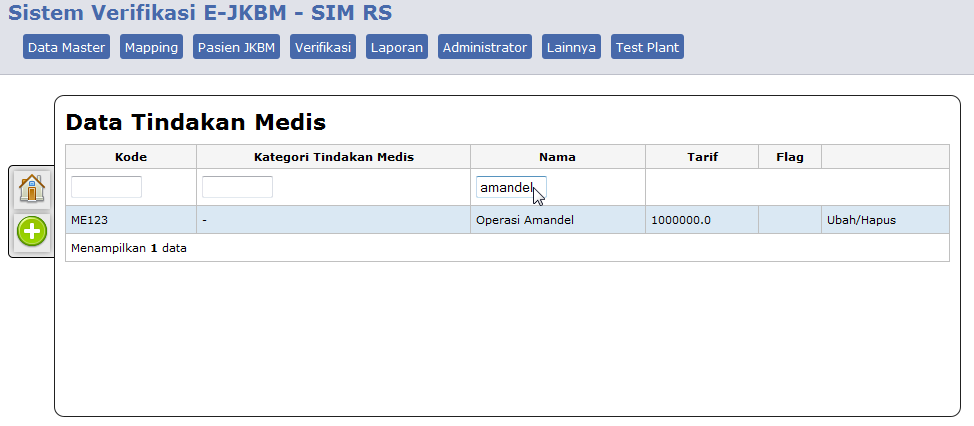 Sistem Verifikasi E-JKBM - SIM RS
Data Master Mapping Pasien JKBM Verifikasi Laporan Administrator Lainnya Test Plant
Data Tindakan Medis
Kode Kategori Tindakan Medis Nama Tarif Flag
amandel
ME123 - Operasi Amandel 1000000.0 Ubah/Hapus
Menampilkan 1 data